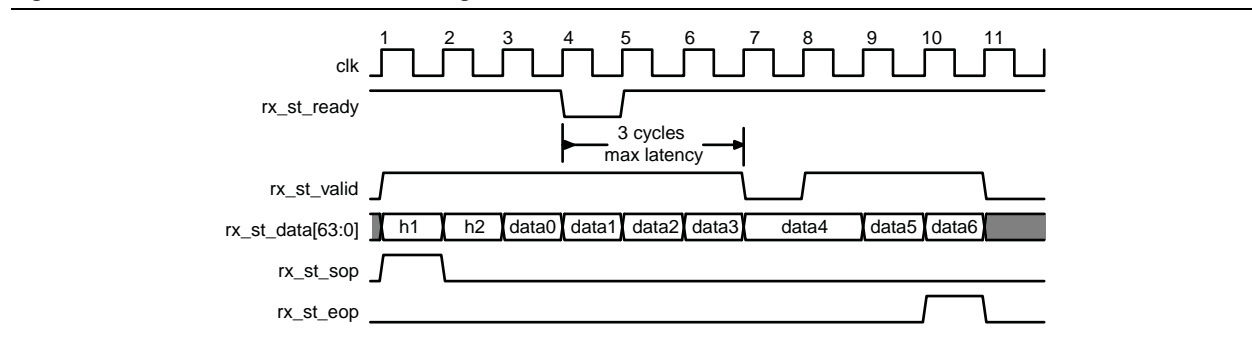 1 2 3 4 5 6 7 8 9 10 11
clk
rx_st_ready
3 cycles
max latency
rx_st_valid
rx_st_data[63:0] h1 h2 data0 data1 data2 data3 data4 data5 data6
rx_st_sop
rx_st_eop